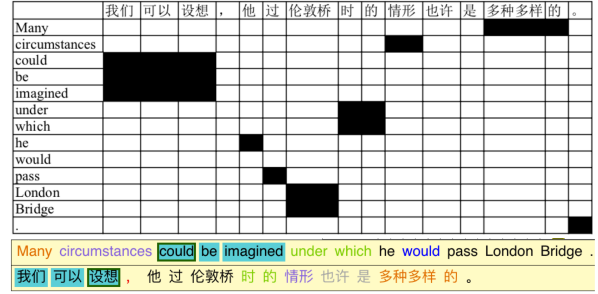 我们 可以 设想 , 他 过 伦敦桥 时 的 情形 也许 是 多种多样 的 。
Many
circumstances
could
be
imagined
under
which
he
would
pass
London
Bridge
.
Many circumstances could be imagined under which he would pass London Bridge .
我们 可以 设想 , 他 过 伦敦桥 时 的 情形 也许 是 多种多样 的 。